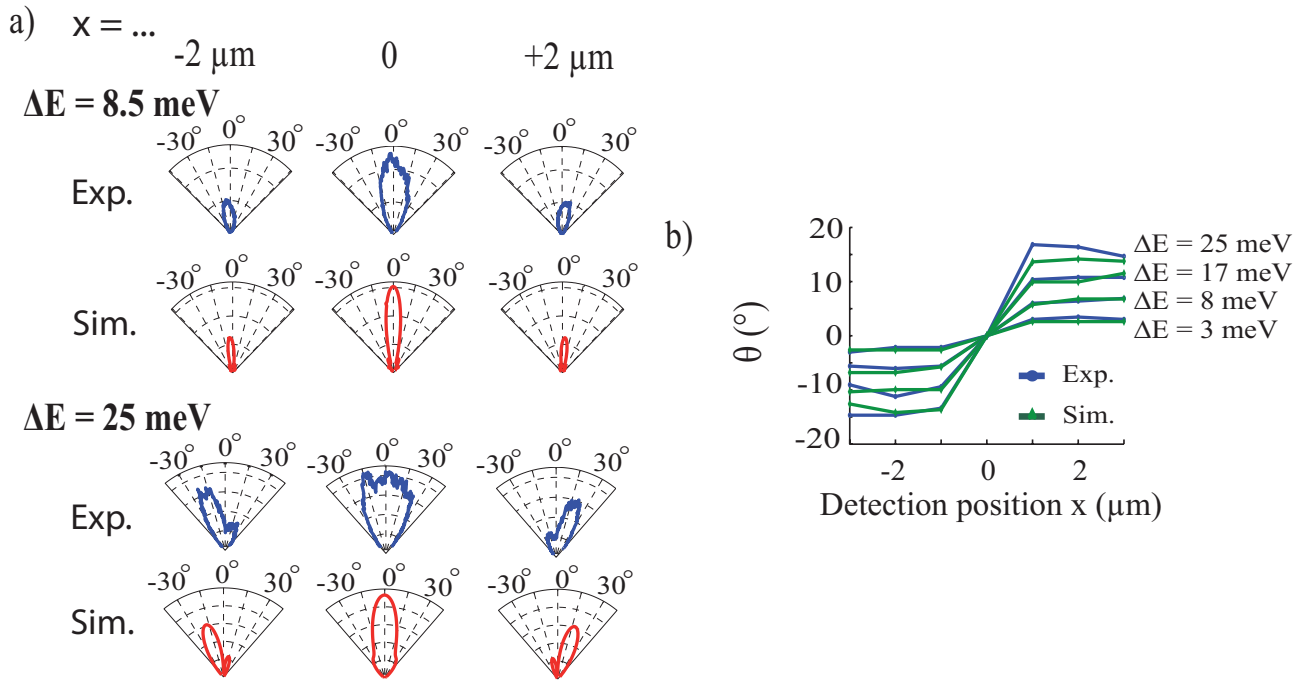 a) x = ...
-2 µm 0 +2 µm
ΔE = 8.5 meV
-30° 0° 30° -30° 0° 30° -30° 0° 30°
Exp.
-30° 0° 30° -30° 0° 30° -30° 0° 30°
Sim.
ΔE = 25 meV
-30° 0° 30° -30° 0° 30° -30° 0° 30°
Exp.
-30° 0° 30° -30° 0° 30° -30° 0° 30°
Sim.
b)
θ (°)
20
10
0
-10
-20
-2 0 2
Detection position x (µm)
ΔE = 25 meV
ΔE = 17 meV
ΔE = 8 meV
ΔE = 3 meV
Exp.
Sim.